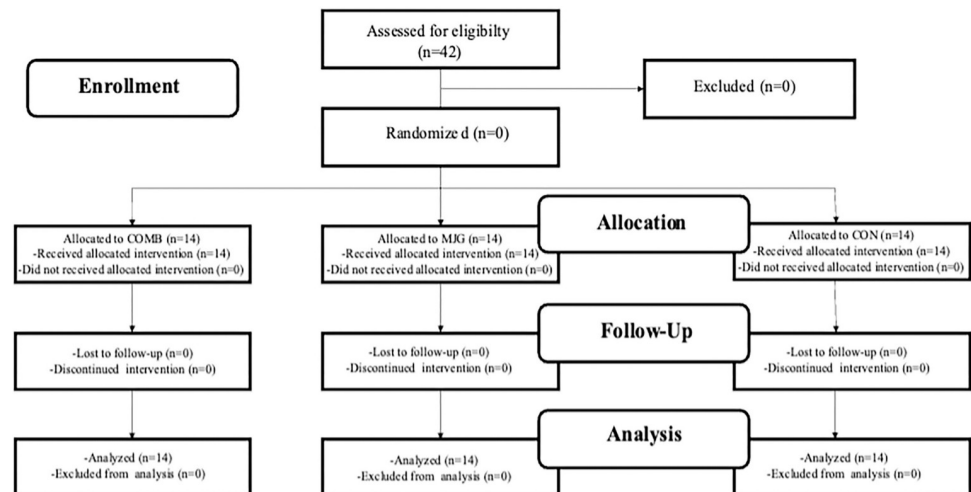 Assessed for eligibilty
(n=42)
Enrollment
Excluded (n=0)
Randomized (n=0)
Allocation
Allocated to COMB (n=14)
-Received allocated intervention (n=14)
-Did not received allocated intervention (n=0)
Allocated to MJG (n=14)
-Received allocated intervention (n=14)
-Did not received allocated intervention (n=0)
Allocated to CON (n=14)
-Received allocated intervention (n=14)
-Did not received allocated intervention (n=0)
Follow-Up
-Lost to follow-up (n=0)
-Discontinued intervention (n=0)
-Lost to follow-up (n=0)
-Discontinued intervention (n=0)
-Lost to follow-up (n=0)
-Discontinued intervention (n=0)
Analysis
-Analyzed (n=14)
-Excluded from analysis (n=0)
-Analyzed (n=14)
-Excluded from analysis (n=0)
-Analyzed (n=14)
-Excluded from analysis (n=0)